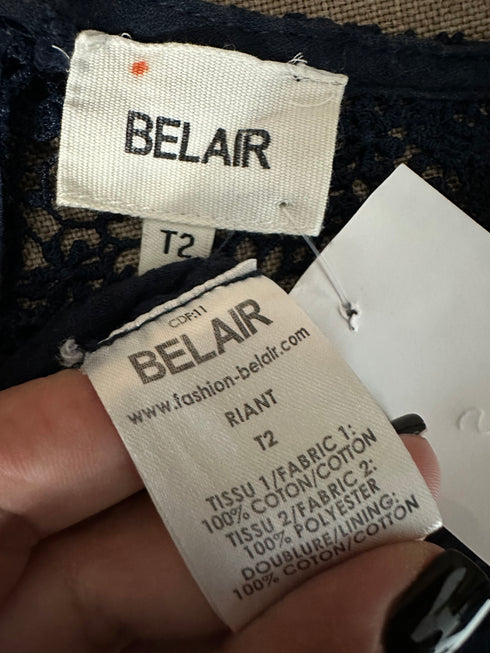 BELAIR
T2
CDF:11
BELAIR
www.fashion-belair.com
RIANT
T2
TISSU 1/FABRIC 1:
100% COTON/COTTON
TISSU 2/FABRIC 2:
100% POLYESTER
DOUBLURE/LINING:
100% COTON/COTTON